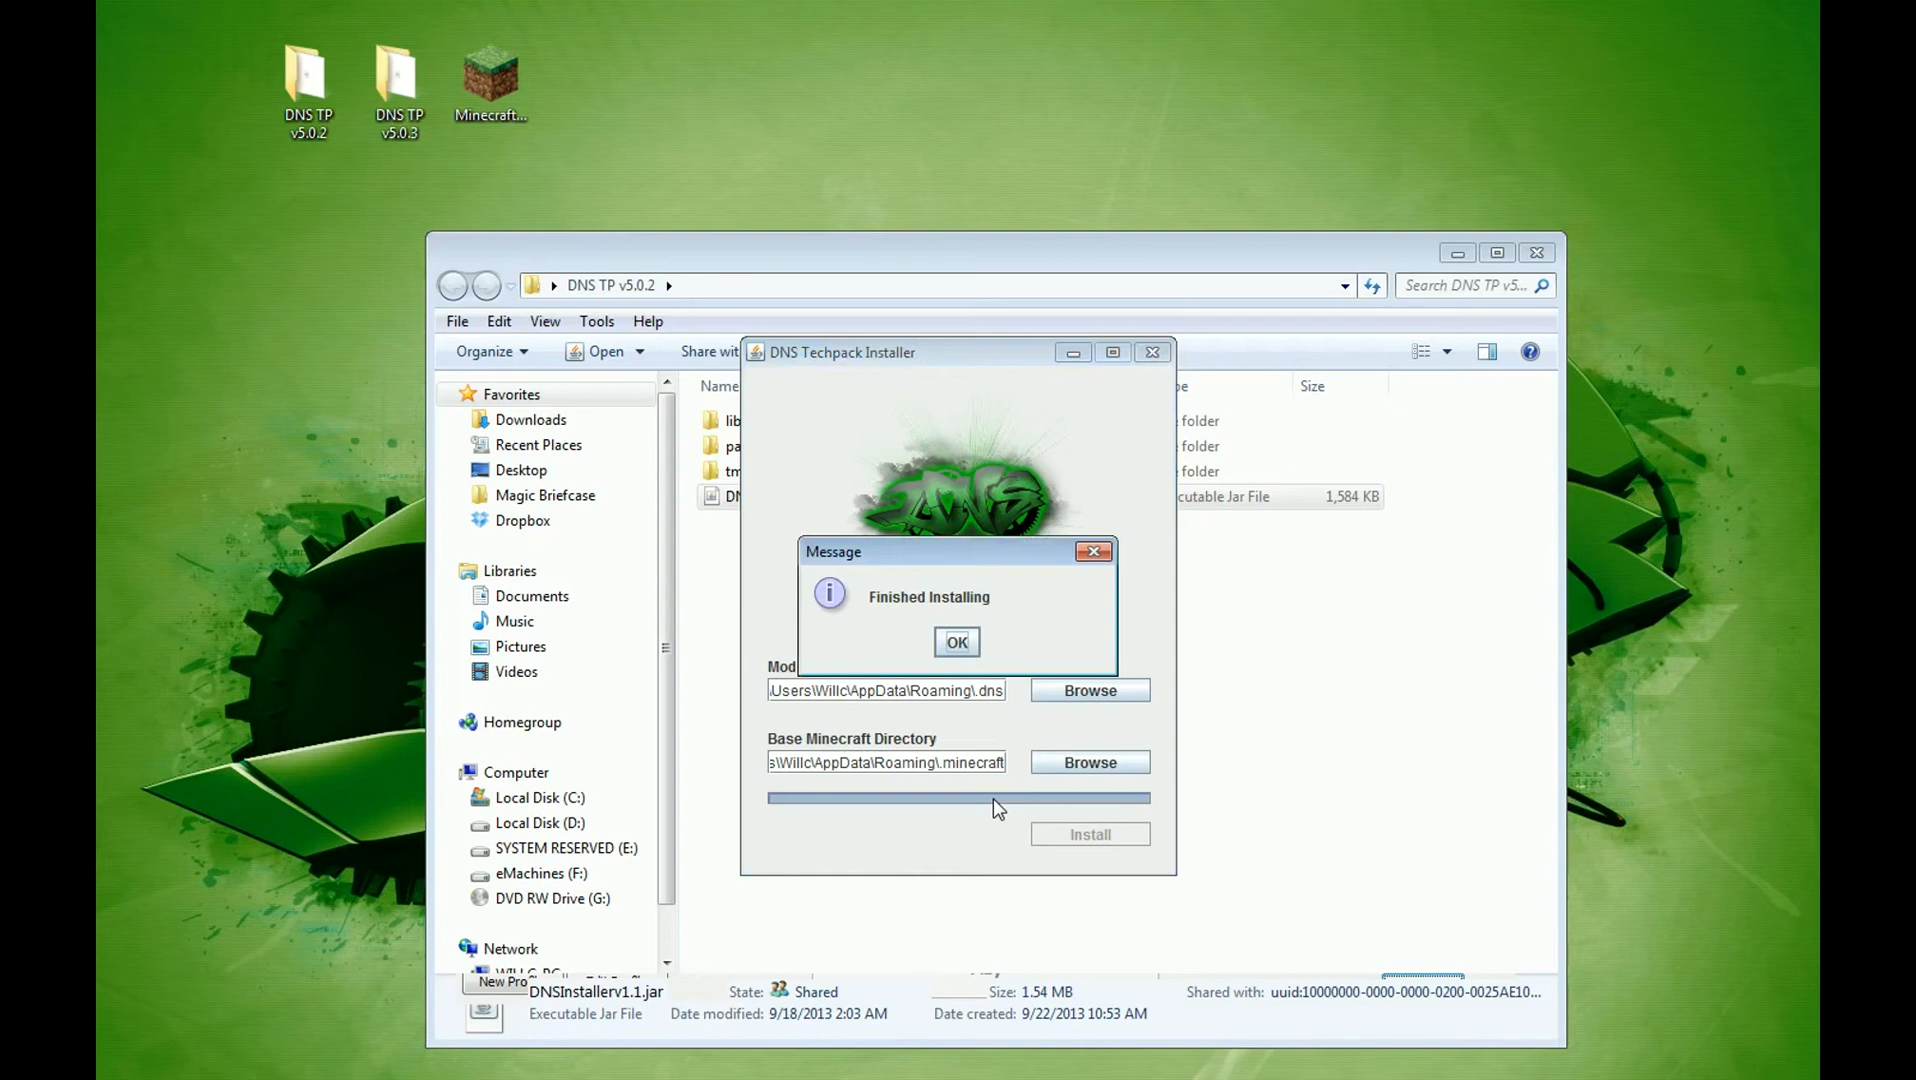 DNS TP
v5.0.2
DNS TP
v5.0.3
Minecraft...
DNS TP v5.0.2
Search DNS TP v5...
File Edit View Tools Help
Organize Open Share wit
DNS Techpack Installer
Favorites
Downloads
Recent Places
Desktop
Magic Briefcase
Dropbox
Libraries
Documents
Music
Pictures
Videos
Homegroup
Computer
Local Disk (C:)
Local Disk (D:)
SYSTEM RESERVED (E:)
eMachines (F:)
DVD RW Drive (G:)
Network
Name
pe
Size
lib
folder
pa
folder
tm
folder
DN
cutable Jar File
1,584 KB
DNS
Message
Finished Installing
OK
Mod
\Users\Willc\AppData\Roaming\.dns
Browse
Base Minecraft Directory
s\Willc\AppData\Roaming\.minecraft
Browse
Install
New Pro
DNSInstallerv1.1.jar
State: Shared
Size: 1.54 MB
Shared with: uuid:10000000-0000-0000-0200-0025AE10...
Executable Jar File
Date modified: 9/18/2013 2:03 AM
Date created: 9/22/2013 10:53 AM